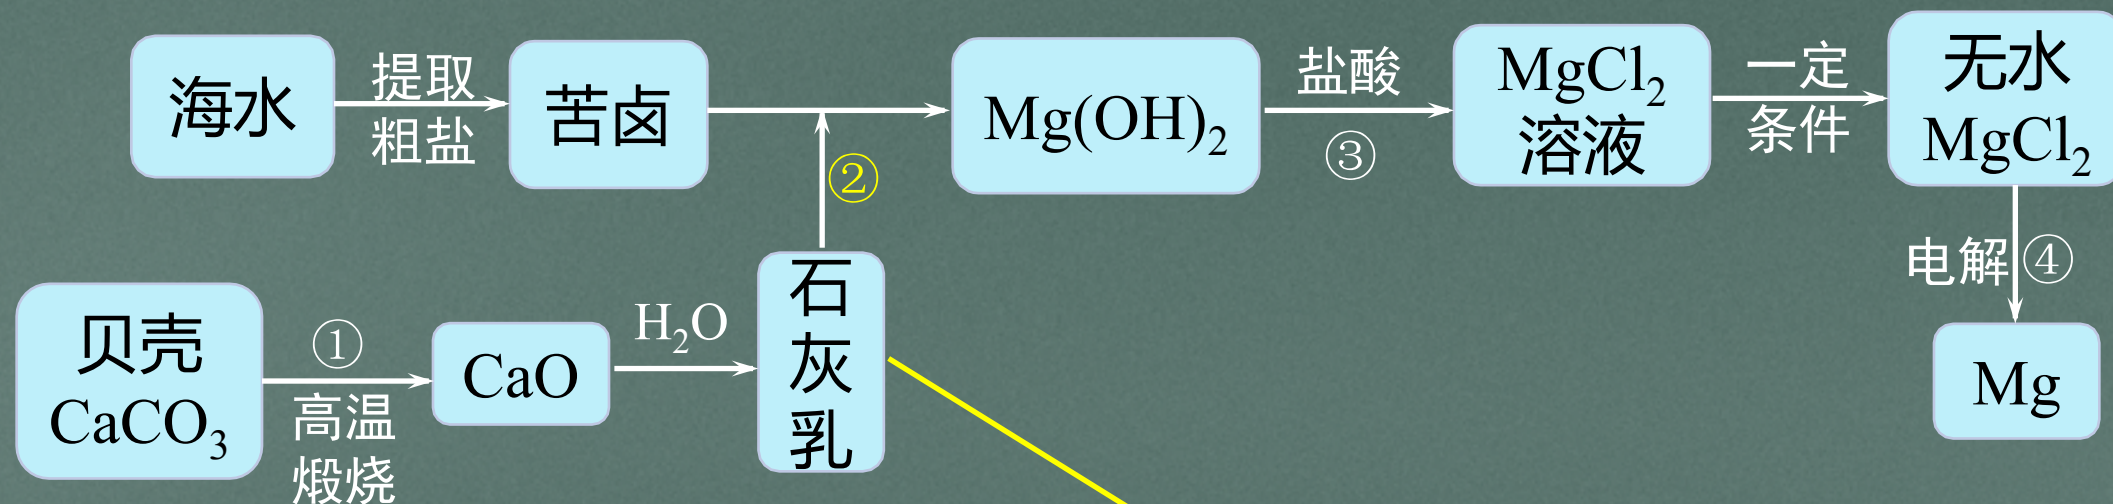 海水
提取
粗盐
苦卤
②
Mg(OH)₂
盐酸
③
MgCl₂
溶液
一定
条件
无水
MgCl₂
电解
④
Mg
贝壳
CaCO₃
①
高温
煅烧
CaO
H₂O
石
灰
乳